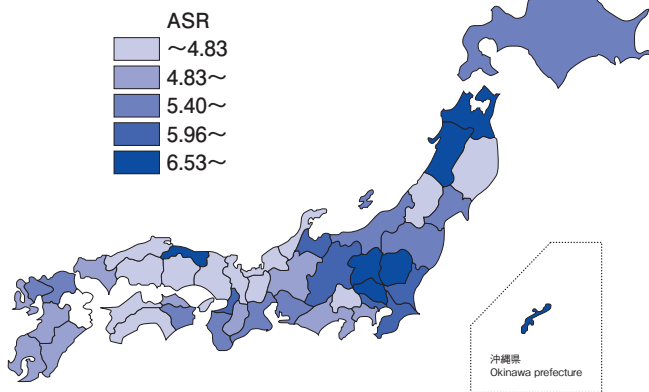 ASR
～4.83
4.83～
5.40～
5.96～
6.53～
沖縄県
Okinawa prefecture